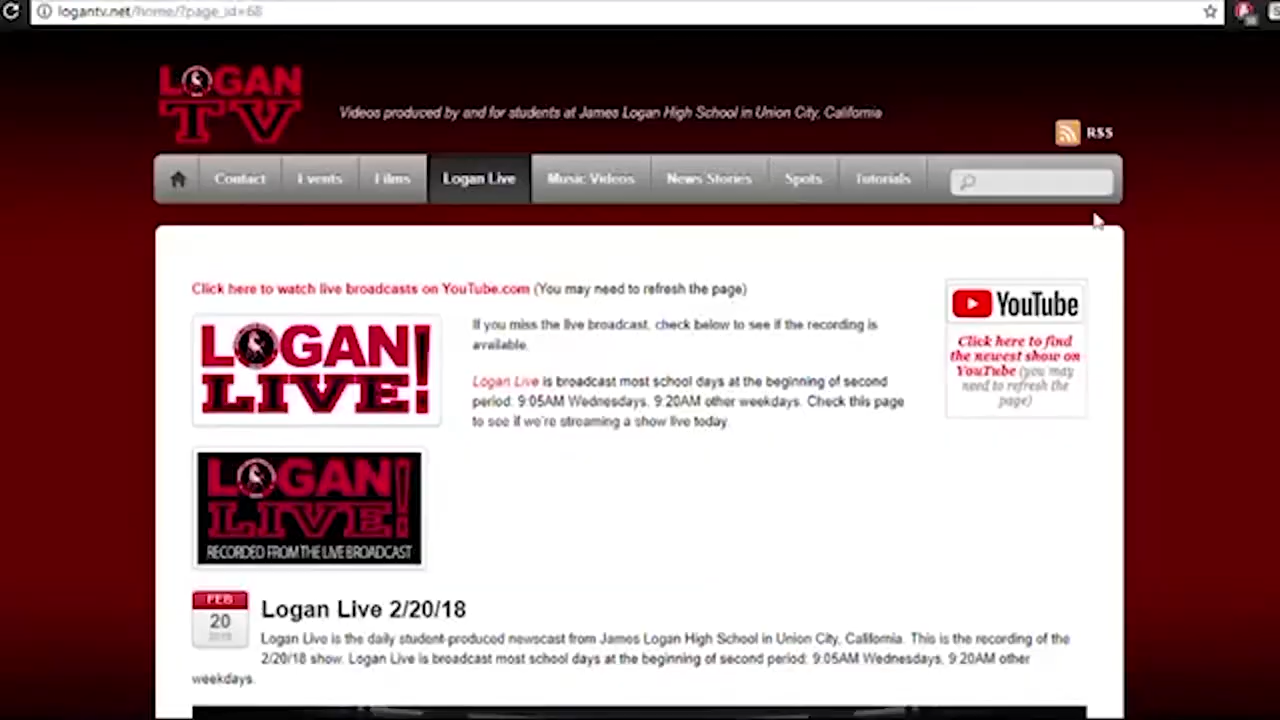 logantv.net/home/?page_id=68
LOGAN
TV
Videos produced by and for students at James Logan High School in Union City, California
RSS
Contact
Events
Films
Logan Live
Music Videos
News Stories
Spots
Tutorials
Click here to watch live broadcasts on YouTube.com (You may need to refresh the page)
LOGAN
LIVE!
If you miss the live broadcast, check below to see if the recording is
available.
Logan Live is broadcast most school days at the beginning of second
period: 9:05AM Wednesdays, 9:20AM other weekdays. Check this page
to see if we're streaming a show live today.
YouTube
Click here to find
the newest show on
YouTube (you may
need to refresh the
page)
LOGAN
LIVE!
RECORDED FROM THE LIVE BROADCAST
FEB
20
Logan Live 2/20/18
Logan Live is the daily student-produced newscast from James Logan High School in Union City, California. This is the recording of the
2/20/18 show. Logan Live is broadcast most school days at the beginning of second period: 9:05AM Wednesdays, 9:20AM other
weekdays.